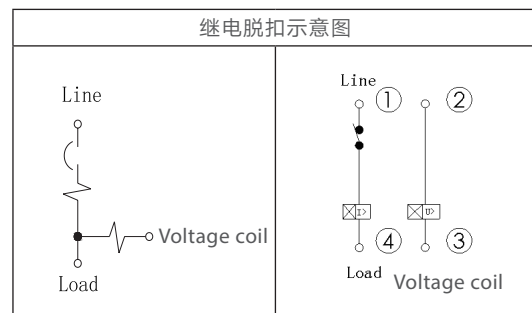 继电脱扣示意图
Line
Voltage coil
Load
Line
① ②
I> U>
④ ③
Load Voltage coil